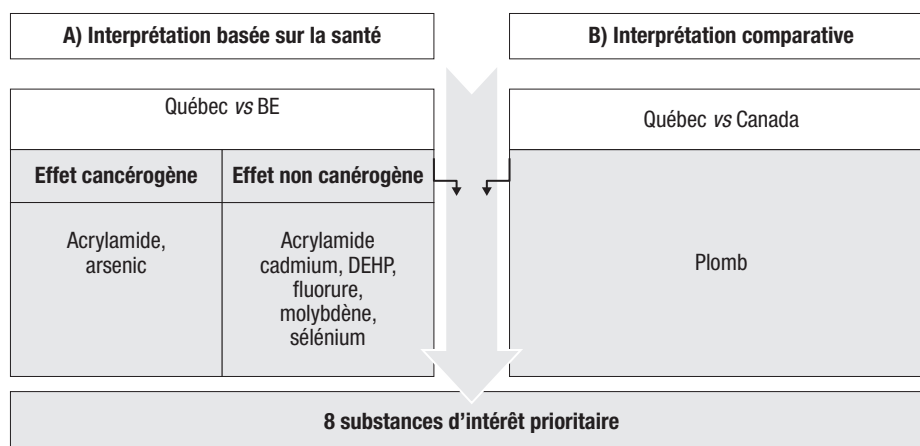 A) Interprétation basée sur la santé
B) Interprétation comparative
Québec vs BE
Québec vs Canada
Effet cancérogène
Effet non canérogène
Acrylamide,
arsenic
Acrylamide
cadmium, DEHP,
fluorure,
molybdène,
sélénium
Plomb
8 substances d’intérêt prioritaire